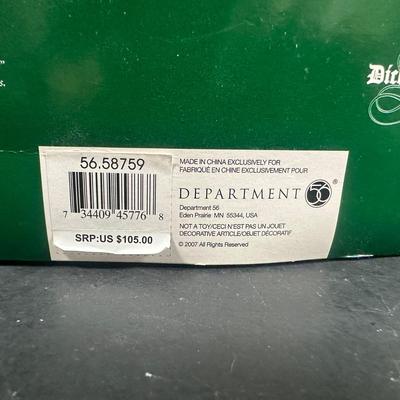 "
s.
Dic
56.58759
7 34409 45776 8
SRP:US $105.00
MADE IN CHINA EXCLUSIVELY FOR
FABRIQUÉ EN CHINE EXCLUSIVEMENT POUR
DEPARTMENT 56®
Department 56
Eden Prairie MN 55344, USA
NOT A TOY/CECI N'EST PAS UN JOUET
DECORATIVE ARTICLE/OBJET DÉCORATIF
© 2007 All Rights Reserved